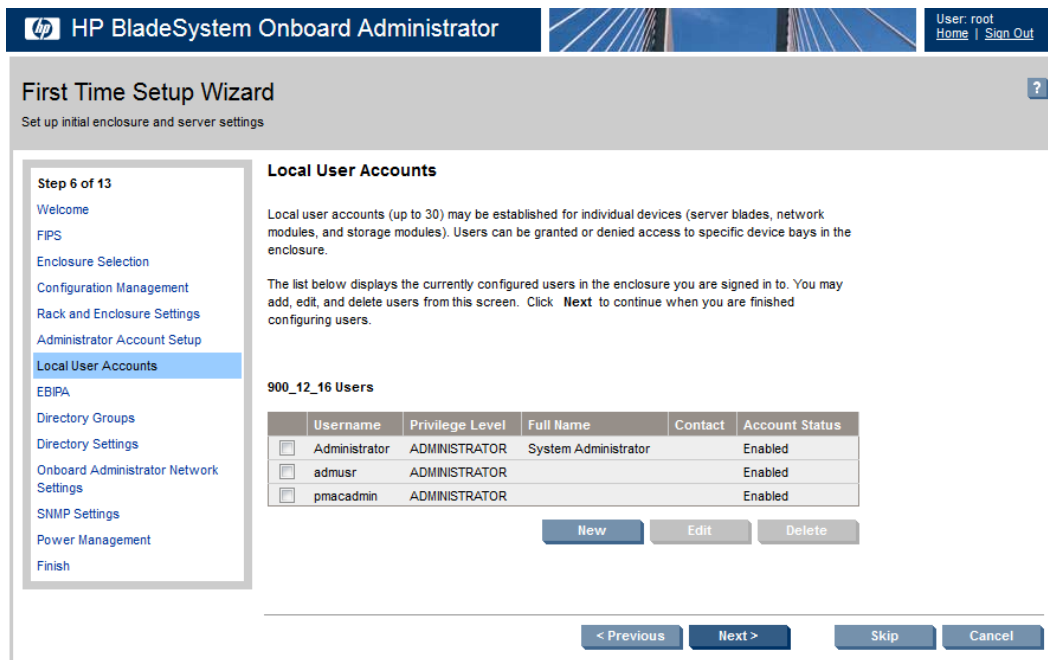 hp HP BladeSystem Onboard Administrator
User: root
Home | Sign Out
First Time Setup Wizard
?
Set up initial enclosure and server settings
Step 6 of 13
Welcome
FIPS
Enclosure Selection
Configuration Management
Rack and Enclosure Settings
Administrator Account Setup
Local User Accounts
EBIPA
Directory Groups
Directory Settings
Onboard Administrator Network
Settings
SNMP Settings
Power Management
Finish
Local User Accounts
Local user accounts (up to 30) may be established for individual devices (server blades, network
modules, and storage modules). Users can be granted or denied access to specific device bays in the
enclosure.
The list below displays the currently configured users in the enclosure you are signed in to. You may
add, edit, and delete users from this screen. Click Next to continue when you are finished
configuring users.
900_12_16 Users
Username Privilege Level Full Name Contact Account Status
Administrator ADMINISTRATOR System Administrator Enabled
admusr ADMINISTRATOR Enabled
pmacadmin ADMINISTRATOR Enabled
New Edit Delete
< Previous Next > Skip Cancel